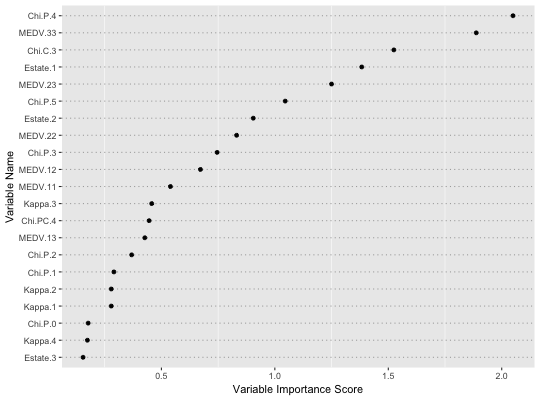 Chi.P.4
MEDV.33
Chi.C.3
Estate.1
MEDV.23
Chi.P.5
Estate.2
MEDV.22
Chi.P.3
MEDV.12
MEDV.11
Kappa.3
Chi.PC.4
MEDV.13
Chi.P.2
Chi.P.1
Kappa.2
Kappa.1
Chi.P.0
Kappa.4
Estate.3
Variable Name
0.5 1.0 1.5 2.0
Variable Importance Score